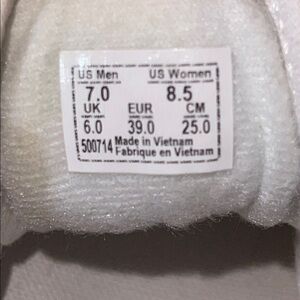 US Men US Women
7.0 8.5
UK EUR CM
6.0 39.0 25.0
500714 Made in Vietnam
Fabrique en Vietnam